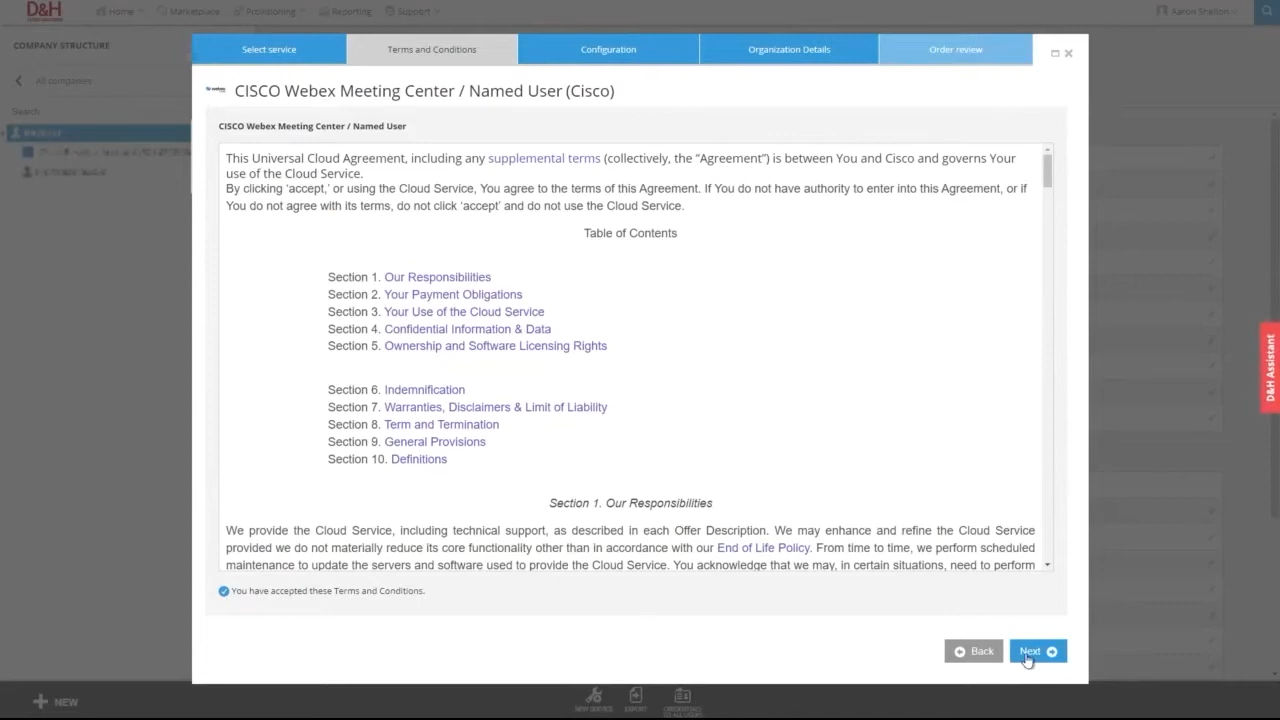 D&H
Home
Marketplace
Provisioning
Reporting
Support
Aaron Shelton
COMPANY STRUCTURE
All companies
Search
Select service
Terms and Conditions
Configuration
Organization Details
Order review
CISCO Webex Meeting Center / Named User (Cisco)
CISCO Webex Meeting Center / Named User
This Universal Cloud Agreement, including any supplemental terms (collectively, the “Agreement”) is between You and Cisco and governs Your
use of the Cloud Service.
By clicking ‘accept,’ or using the Cloud Service, You agree to the terms of this Agreement. If You do not have authority to enter into this Agreement, or if
You do not agree with its terms, do not click ‘accept’ and do not use the Cloud Service.
Table of Contents
Section 1. Our Responsibilities
Section 2. Your Payment Obligations
Section 3. Your Use of the Cloud Service
Section 4. Confidential Information & Data
Section 5. Ownership and Software Licensing Rights
Section 6. Indemnification
Section 7. Warranties, Disclaimers & Limit of Liability
Section 8. Term and Termination
Section 9. General Provisions
Section 10. Definitions
Section 1. Our Responsibilities
We provide the Cloud Service, including technical support, as described in each Offer Description. We may enhance and refine the Cloud Service
provided we do not materially reduce its core functionality other than in accordance with our End of Life Policy. From time to time, we perform scheduled
maintenance to update the servers and software used to provide the Cloud Service. You acknowledge that we may, in certain situations, need to perform
You have accepted these Terms and Conditions.
Back
Next
D&H Assistant
NEW
NEW SERVICE
EXPORT
CREDENTIALS
TO ALL USERS